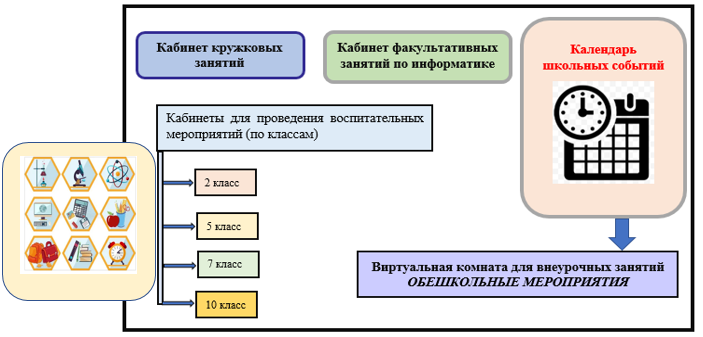 Кабинет кружковых
занятий
Кабинет факультативных
занятий по информатике
Календарь
школьных событий
Кабинеты для проведения воспитательных
мероприятий (по классам)
2 класс
5 класс
7 класс
10 класс
Виртуальная комната для внеурочных занятий
ОБЕШКОЛЬНЫЕ МЕРОПРИЯТИЯ